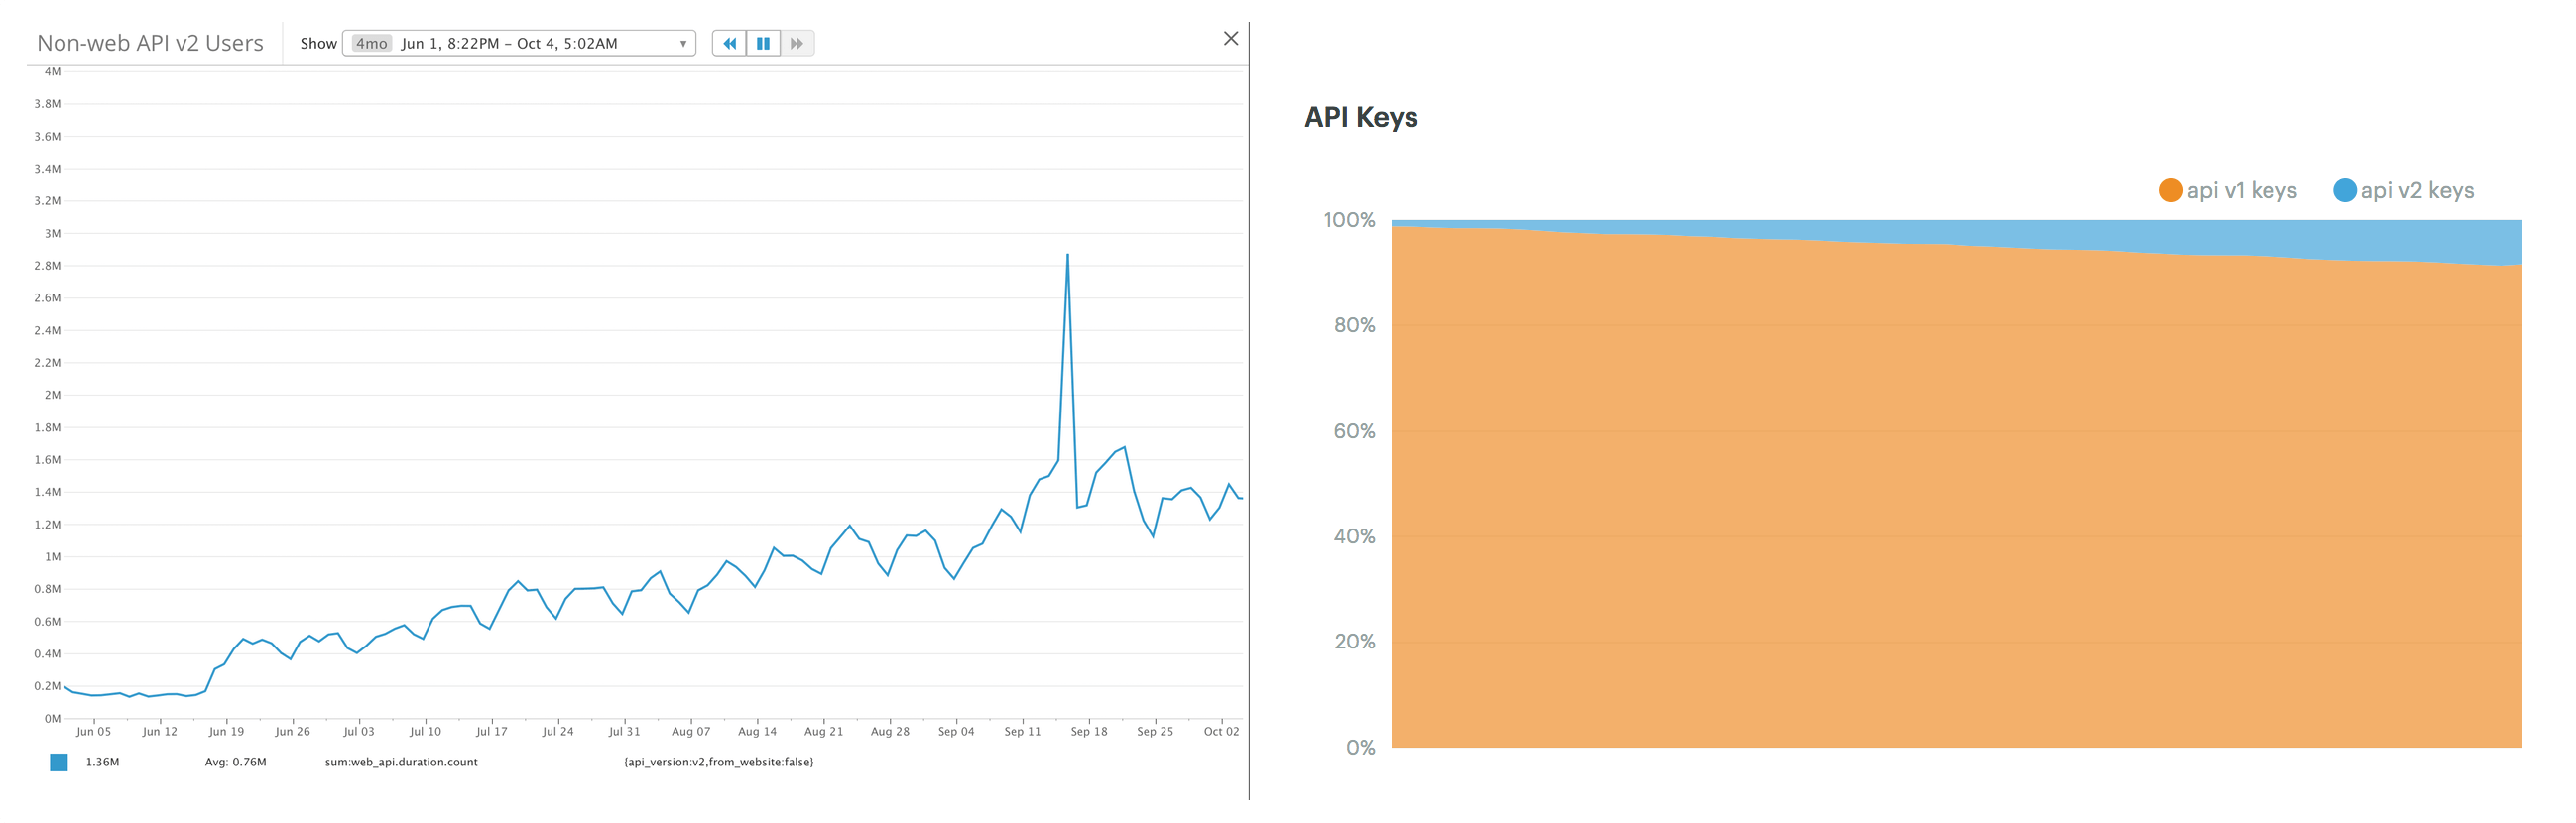 Non-web API v2 Users Show 4mo Jun 1, 8:22PM – Oct 4, 5:02AM
4M
3.8M
3.6M
3.4M
3.2M
3M
2.8M
2.6M
2.4M
2.2M
2M
1.8M
1.6M
1.4M
1.2M
1M
0.8M
0.6M
0.4M
0.2M
0M
Jun 05 Jun 12 Jun 19 Jun 26 Jul 03 Jul 10 Jul 17 Jul 24 Jul 31 Aug 07 Aug 14 Aug 21 Aug 28 Sep 04 Sep 11 Sep 18 Sep 25 Oct 02
1.36M Avg: 0.76M sum:web_api.duration.count {api_version:v2,from_website:false}
API Keys
api v1 keys api v2 keys
100%
80%
60%
40%
20%
0%